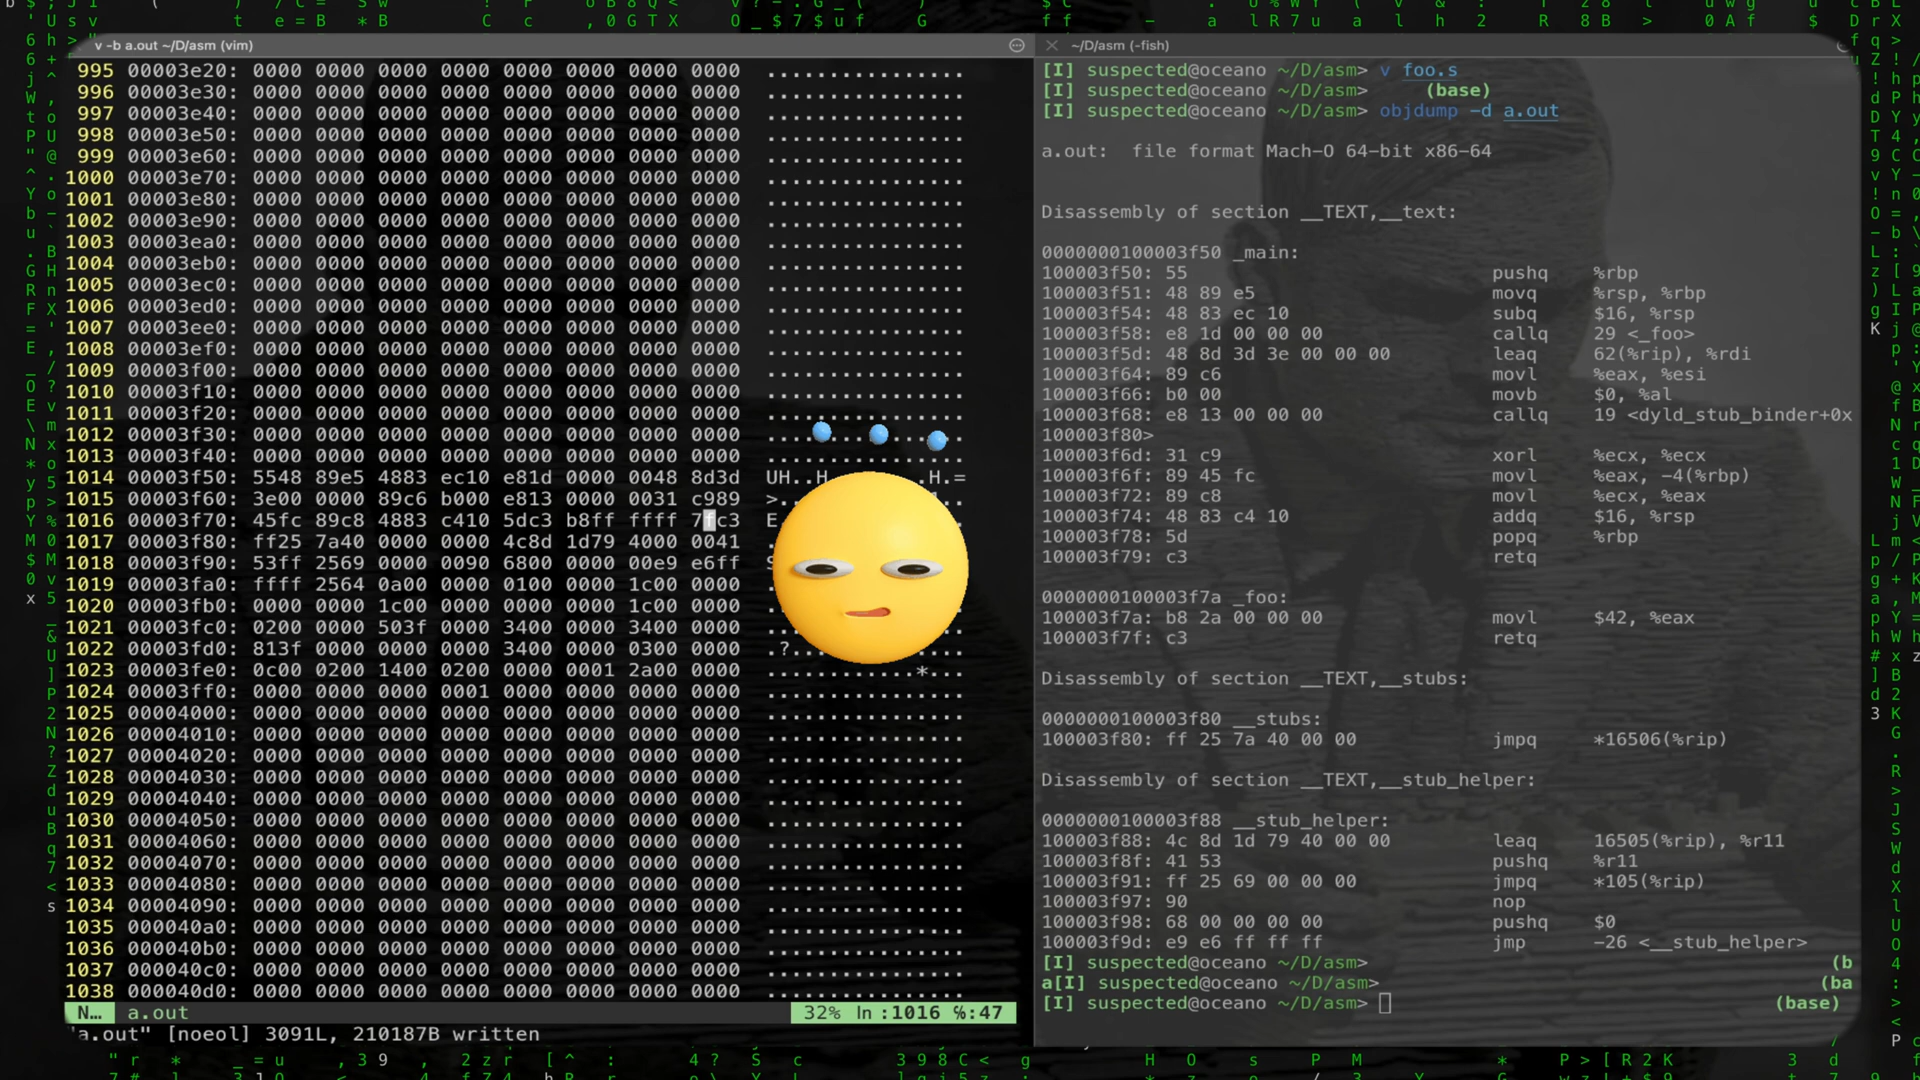 v -b a.out ~/D/asm (vim)
995 00003e20: 0000 0000 0000 0000 0000 0000 0000 0000 ................
996 00003e30: 0000 0000 0000 0000 0000 0000 0000 0000 ................
997 00003e40: 0000 0000 0000 0000 0000 0000 0000 0000 ................
998 00003e50: 0000 0000 0000 0000 0000 0000 0000 0000 ................
999 00003e60: 0000 0000 0000 0000 0000 0000 0000 0000 ................
1000 00003e70: 0000 0000 0000 0000 0000 0000 0000 0000 ................
1001 00003e80: 0000 0000 0000 0000 0000 0000 0000 0000 ................
1002 00003e90: 0000 0000 0000 0000 0000 0000 0000 0000 ................
1003 00003ea0: 0000 0000 0000 0000 0000 0000 0000 0000 ................
1004 00003eb0: 0000 0000 0000 0000 0000 0000 0000 0000 ................
1005 00003ec0: 0000 0000 0000 0000 0000 0000 0000 0000 ................
1006 00003ed0: 0000 0000 0000 0000 0000 0000 0000 0000 ................
1007 00003ee0: 0000 0000 0000 0000 0000 0000 0000 0000 ................
1008 00003ef0: 0000 0000 0000 0000 0000 0000 0000 0000 ................
1009 00003f00: 0000 0000 0000 0000 0000 0000 0000 0000 ................
1010 00003f10: 0000 0000 0000 0000 0000 0000 0000 0000 ................
1011 00003f20: 0000 0000 0000 0000 0000 0000 0000 0000 ................
1012 00003f30: 0000 0000 0000 0000 0000 0000 0000 0000
1013 00003f40: 0000 0000 0000 0000 0000 0000 0000 0000 ................
1014 00003f50: 5548 89e5 4883 ec10 e81d 0000 0048 8d3d UH..H .H.=
1015 00003f60: 3e00 0000 89c6 b000 e813 0000 0031 c989 >.
1016 00003f70: 45fc 89c8 4883 c410 5dc3 b8ff ffff 7fc3 E
1017 00003f80: ff25 7a40 0000 0000 4c8d 1d79 4000 0041
1018 00003f90: 53ff 2569 0000 0090 6800 0000 00e9 e6ff
1019 00003fa0: ffff 2564 0a00 0000 0100 0000 1c00 0000
1020 00003fb0: 0000 0000 1c00 0000 0000 0000 1c00 0000
1021 00003fc0: 0200 0000 503f 0000 3400 0000 3400 0000
1022 00003fd0: 813f 0000 0000 0000 3400 0000 0300 0000 .?
1023 00003fe0: 0c00 0200 1400 0200 0000 0001 2a00 0000 ............*...
1024 00003ff0: 0000 0000 0000 0001 0000 0000 0000 0000 ................
1025 00004000: 0000 0000 0000 0000 0000 0000 0000 0000 ................
1026 00004010: 0000 0000 0000 0000 0000 0000 0000 0000 ................
1027 00004020: 0000 0000 0000 0000 0000 0000 0000 0000 ................
1028 00004030: 0000 0000 0000 0000 0000 0000 0000 0000 ................
1029 00004040: 0000 0000 0000 0000 0000 0000 0000 0000 ................
1030 00004050: 0000 0000 0000 0000 0000 0000 0000 0000 ................
1031 00004060: 0000 0000 0000 0000 0000 0000 0000 0000 ................
1032 00004070: 0000 0000 0000 0000 0000 0000 0000 0000 ................
1033 00004080: 0000 0000 0000 0000 0000 0000 0000 0000 ................
1034 00004090: 0000 0000 0000 0000 0000 0000 0000 0000 ................
1035 000040a0: 0000 0000 0000 0000 0000 0000 0000 0000 ................
1036 000040b0: 0000 0000 0000 0000 0000 0000 0000 0000 ................
1037 000040c0: 0000 0000 0000 0000 0000 0000 0000 0000 ................
1038 000040d0: 0000 0000 0000 0000 0000 0000 0000 0000 ................
N... a.out 32% ln :1016 ℅:47
"a.out" [noeol] 3091L, 210187B written
~/D/asm (-fish)
[I] suspected@oceano ~/D/asm> v foo.s
[I] suspected@oceano ~/D/asm> (base)
[I] suspected@oceano ~/D/asm> objdump -d a.out
a.out: file format Mach-O 64-bit x86-64
Disassembly of section __TEXT,__text:
0000000100003f50 _main:
100003f50: 55 pushq %rbp
100003f51: 48 89 e5 movq %rsp, %rbp
100003f54: 48 83 ec 10 subq $16, %rsp
100003f58: e8 1d 00 00 00 callq 29 <_foo>
100003f5d: 48 8d 3d 3e 00 00 00 leaq 62(%rip), %rdi
100003f64: 89 c6 movl %eax, %esi
100003f66: b0 00 movb $0, %al
100003f68: e8 13 00 00 00 callq 19 <dyld_stub_binder+0x
100003f80>
100003f6d: 31 c9 xorl %ecx, %ecx
100003f6f: 89 45 fc movl %eax, -4(%rbp)
100003f72: 89 c8 movl %ecx, %eax
100003f74: 48 83 c4 10 addq $16, %rsp
100003f78: 5d popq %rbp
100003f79: c3 retq
0000000100003f7a _foo:
100003f7a: b8 2a 00 00 00 movl $42, %eax
100003f7f: c3 retq
Disassembly of section __TEXT,__stubs:
0000000100003f80 __stubs:
100003f80: ff 25 7a 40 00 00 jmpq *16506(%rip)
Disassembly of section __TEXT,__stub_helper:
0000000100003f88 __stub_helper:
100003f88: 4c 8d 1d 79 40 00 00 leaq 16505(%rip), %r11
100003f8f: 41 53 pushq %r11
100003f91: ff 25 69 00 00 00 jmpq *105(%rip)
100003f97: 90 nop
100003f98: 68 00 00 00 00 pushq $0
100003f9d: e9 e6 ff ff ff jmp -26 <__stub_helper>
[I] suspected@oceano ~/D/asm> (b
a[I] suspected@oceano ~/D/asm> (ba
[I] suspected@oceano ~/D/asm> (base)